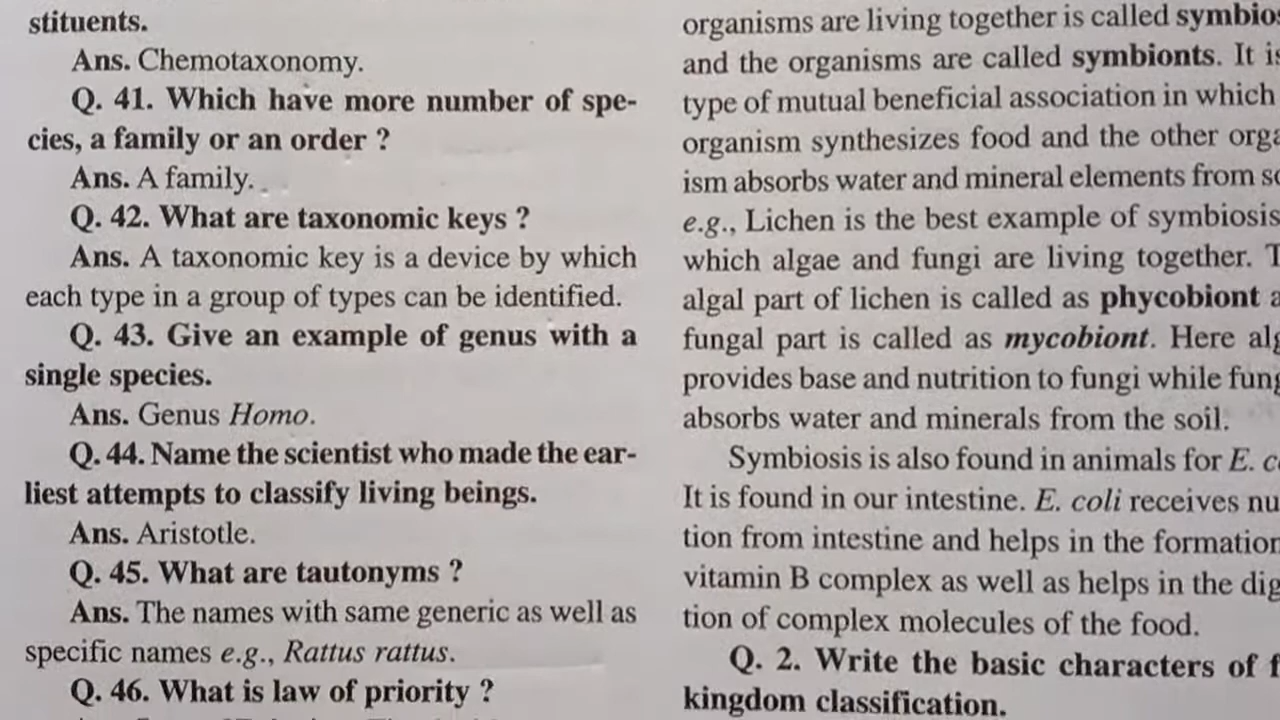 stituents.
Ans. Chemotaxonomy.
Q. 41. Which have more number of spe-
cies, a family or an order ?
Ans. A family.
Q. 42. What are taxonomic keys ?
Ans. A taxonomic key is a device by which
each type in a group of types can be identified.
Q. 43. Give an example of genus with a
single species.
Ans. Genus Homo.
Q. 44. Name the scientist who made the ear-
liest attempts to classify living beings.
Ans. Aristotle.
Q. 45. What are tautonyms ?
Ans. The names with same generic as well as
specific names e.g., Rattus rattus.
Q. 46. What is law of priority ?
organisms are living together is called
and the organisms are called symbionts. It is
type of mutual beneficial association in which
organism synthesizes food and the other
ism absorbs water and mineral elements from
e.g., Lichen is the best example of symbiosis
which algae and fungi are living together.
algal part of lichen is called as phycobiont
fungal part is called as mycobiont. Here
provides base and nutrition to fungi while
absorbs water and minerals from the soil.
Symbiosis is also found in animals for E.
It is found in our intestine. E. coli receives
tion from intestine and helps in the formation
vitamin B complex as well as helps in the
tion of complex molecules of the food.
Q. 2. Write the basic characters of
kingdom classification.